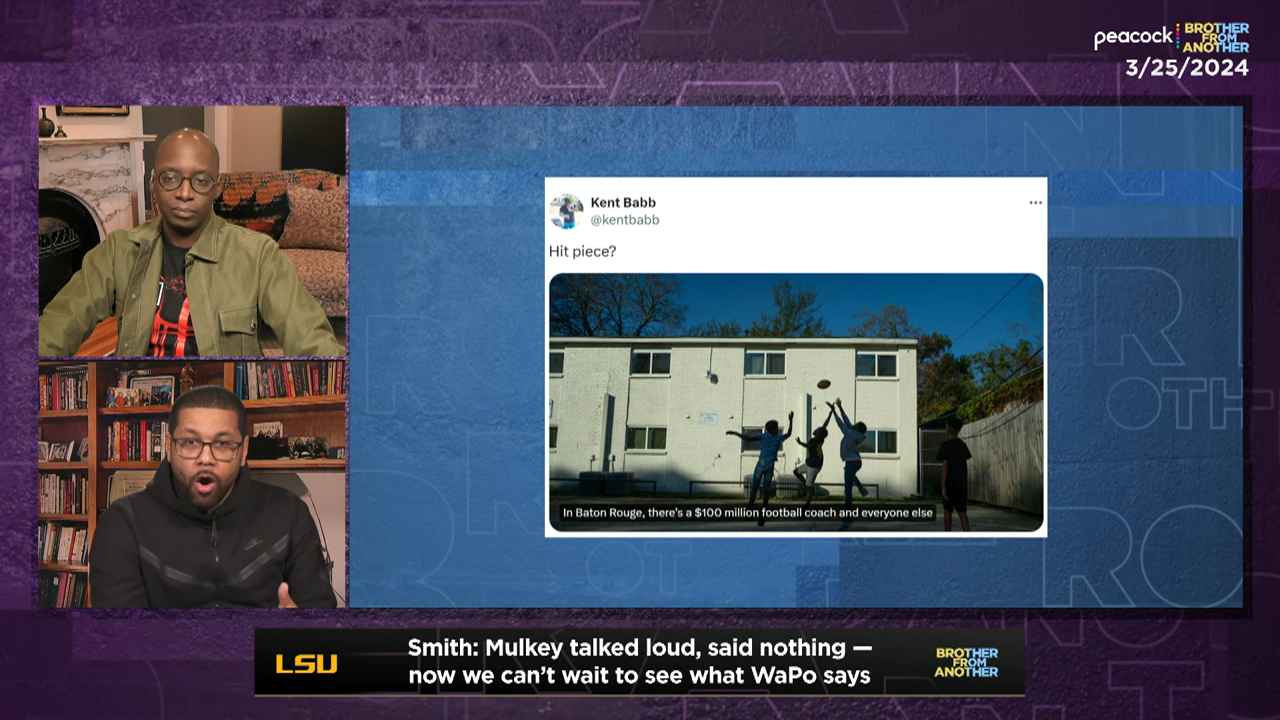 peacock
BROTHER
FROM
ANOTHER
3/25/2024
Kent Babb
@kentbabb
Hit piece?
In Baton Rouge, there's a $100 million football coach and everyone else
LSU
Smith: Mulkey talked loud, said nothing —
now we can't wait to see what WaPo says
BROTHER
FROM
ANOTHER